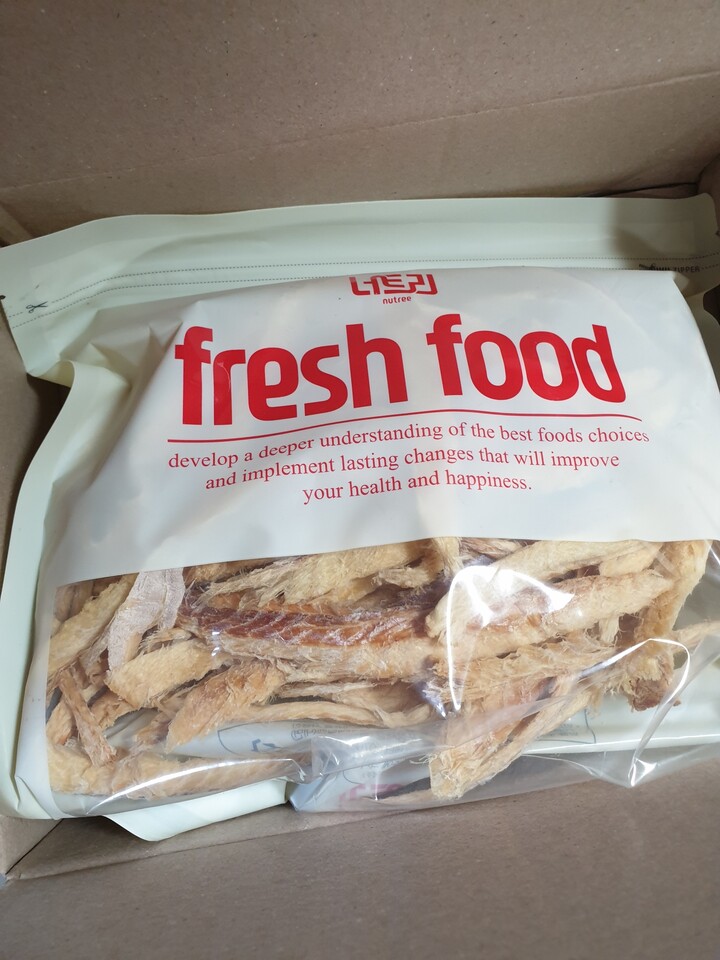 너트리
nutree
fresh food
develop a deeper understanding of the best foods choices
and implement lasting changes that will improve
your health and happiness.